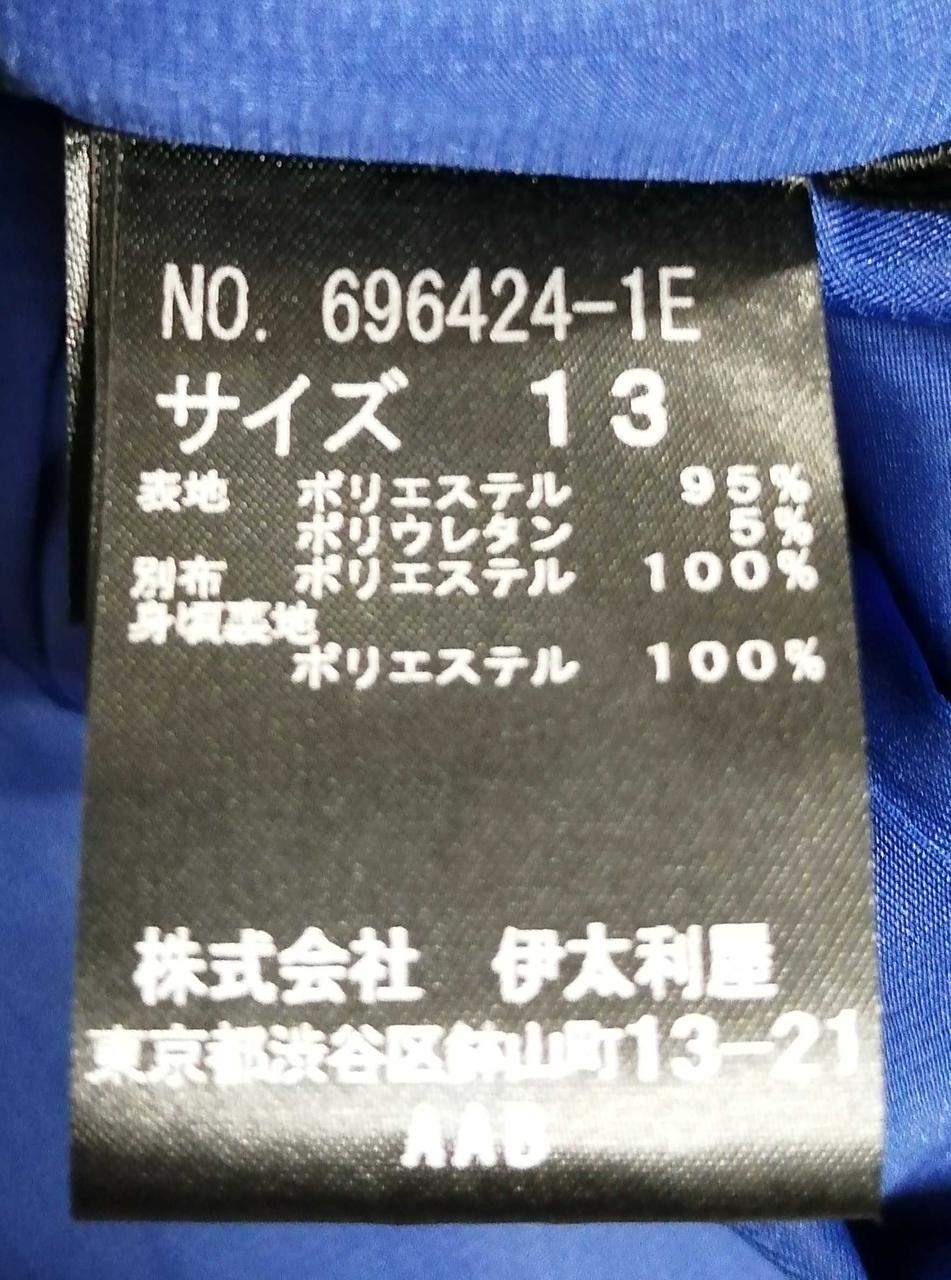 NO. 696424-1E
サイズ 13
表地 ポリエステル 95%
ポリウレタン 5%
別布 ポリエステル 100%
身頃裏地
ポリエステル 100%
株式会社 伊太利屋
東京都渋谷区鉢山町13-21
AAB